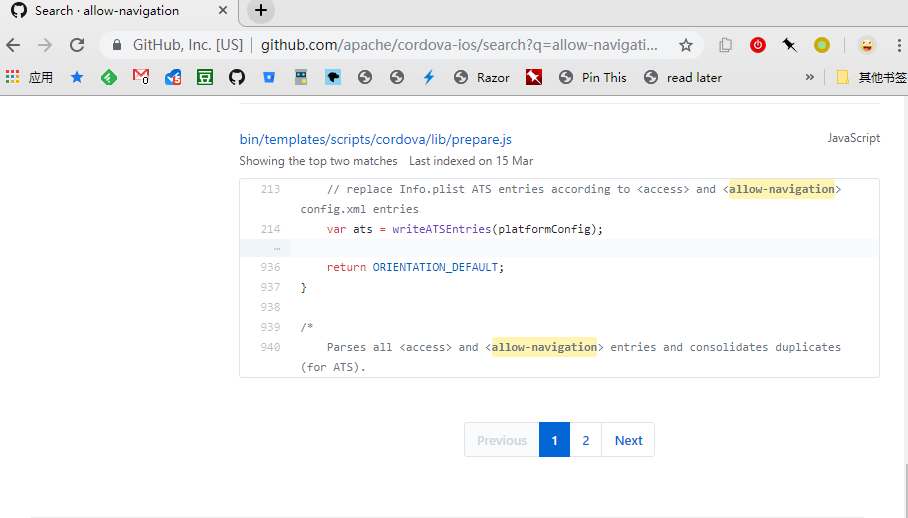 Search · allow-navigation
GitHub, Inc. [US] | github.com/apache/cordova-ios/search?q=allow-navigati...
应用 Razor Pin This read later » 其他书签
bin/templates/scripts/cordova/lib/prepare.js JavaScript
Showing the top two matches Last indexed on 15 Mar
213 // replace Info.plist ATS entries according to <access> and <allow-navigation>
config.xml entries
214 var ats = writeATSEntries(platformConfig);
…
936 return ORIENTATION_DEFAULT;
937 }
938
939 /*
940 Parses all <access> and <allow-navigation> entries and consolidates duplicates
(for ATS).
Previous 1 2 Next